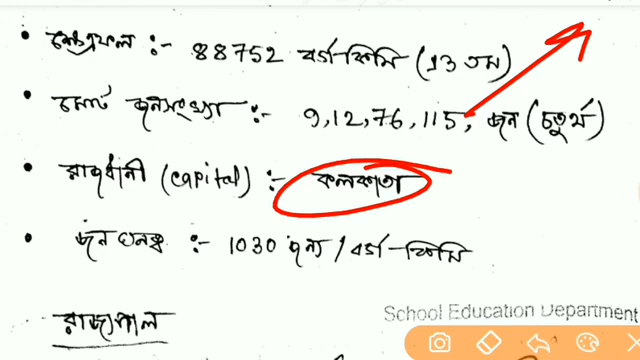 • ক্ষেত্রফল :- 88752 বর্গ-কিমি (13 তম)
• মোট জনসংখ্যা :- 9,12,76,115, জন (চতুর্থ)
• রাজধানী (capital) :- কলকাতা
• জন ঘনত্ব :- 1030 জন / বর্গ-কিমি
রাজ্যপাল
School Education Department